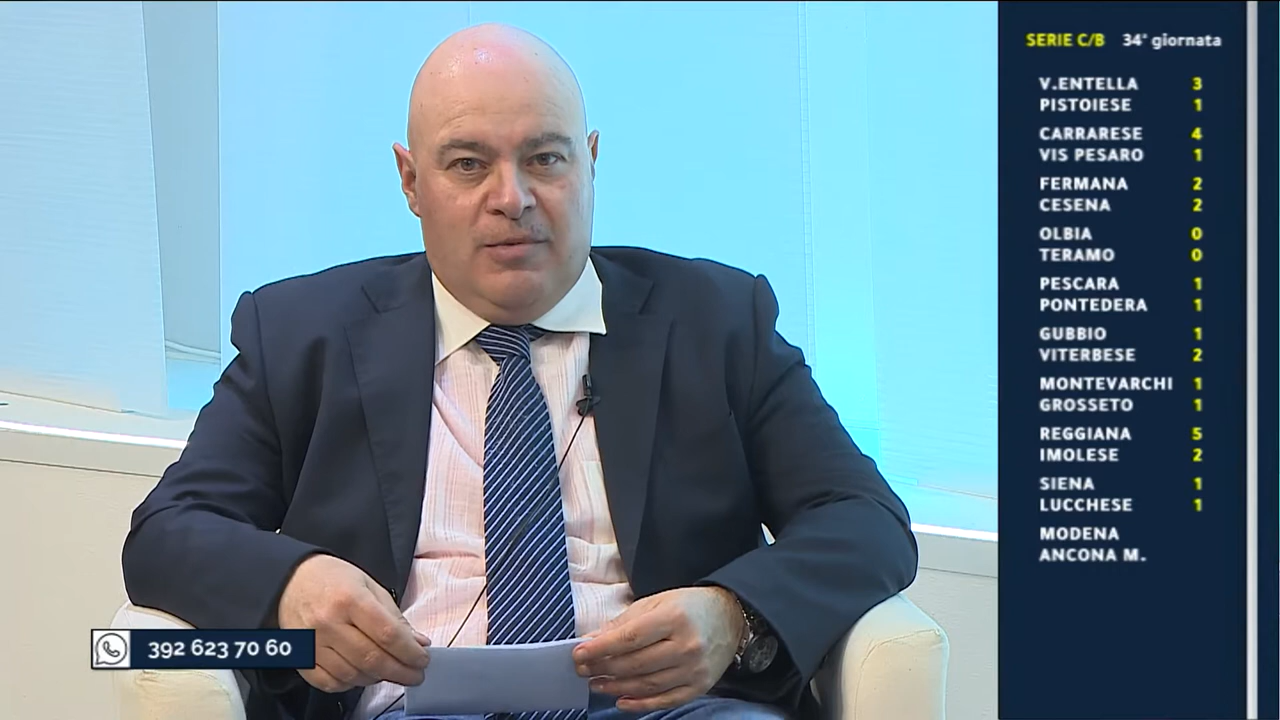 SERIE C/B 34ª giornata
V.ENTELLA 3
PISTOIESE 1
CARRARESE 4
VIS PESARO 1
FERMANA 2
CESENA 2
OLBIA 0
TERAMO 0
PESCARA 1
PONTEDERA 1
GUBBIO 1
VITERBESE 2
MONTEVARCHI 1
GROSSETO 1
REGGIANA 5
IMOLESE 2
SIENA 1
LUCCHESE 1
MODENA
ANCONA M.
392 623 70 60